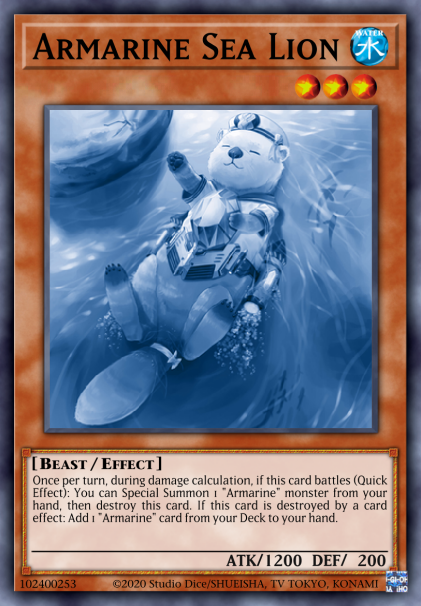 ARMARINE SEA LION
WATER
水
[BEAST / EFFECT]
Once per turn, during damage calculation, if this card battles (Quick
Effect): You can Special Summon 1 "Armarine" monster from your
hand, then destroy this card. If this card is destroyed by a card
effect: Add 1 "Armarine" card from your Deck to your hand.
ATK/1200 DEF/ 200
102400253 ©2020 Studio Dice/SHUEISHA, TV TOKYO, KONAMI